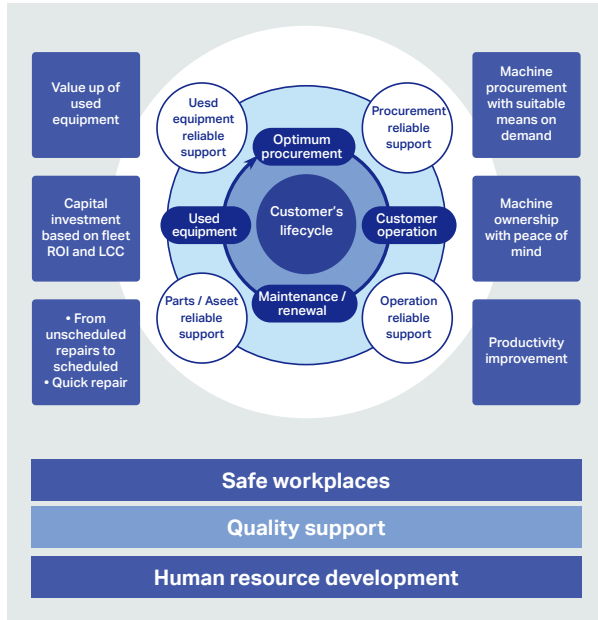 Value up of
used
equipment
Uesd
equipment
reliable
support
Procurement
reliable
support
Machine
procurement
with suitable
means on
demand
Optimum
procurement
Capital
investment
based on fleet
ROI and LCC
Used
equipment
Customer's
lifecycle
Customer
operation
Machine
ownership
with peace of
mind
Parts / Aseet
reliable
support
Maintenance /
renewal
Operation
reliable
support
• From
unscheduled
repairs to
scheduled
• Quick repair
Productivity
improvement
Safe workplaces
Quality support
Human resource development